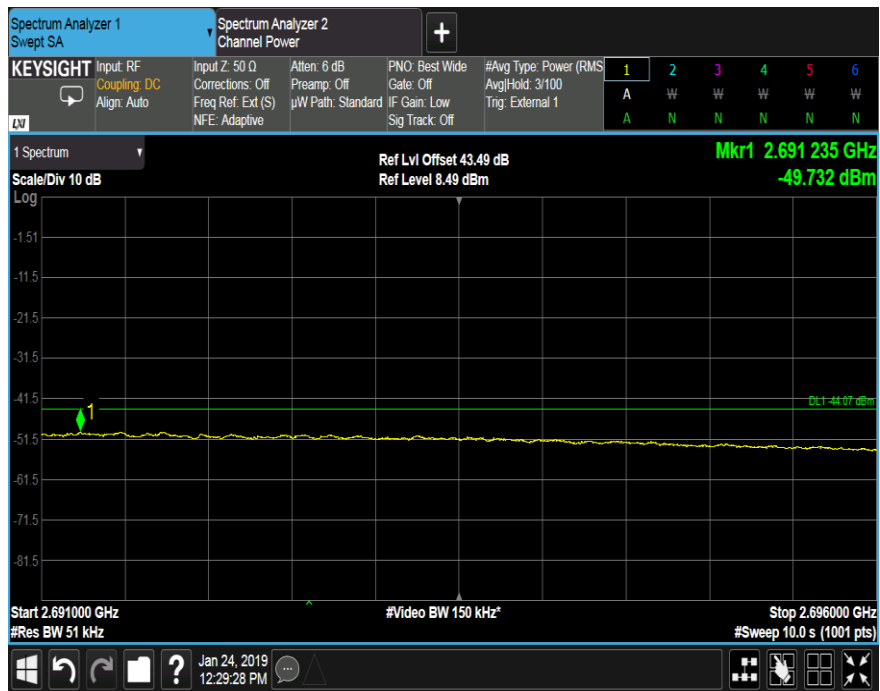 Spectrum Analyzer 1
Swept SA
Spectrum Analyzer 2
Channel Power
+
KEYSIGHT
LXI
Input: RF
Coupling: DC
Align: Auto
Input Z: 50 Ω
Corrections: Off
Freq Ref: Ext (S)
NFE: Adaptive
Atten: 6 dB
Preamp: Off
µW Path: Standard
PNO: Best Wide
Gate: Off
IF Gain: Low
Sig Track: Off
#Avg Type: Power (RMS
Avg|Hold: 3/100
Trig: External 1
1 2 3 4 5 6
A W W W W W
A N N N N N
1 Spectrum
Ref Lvl Offset 43.49 dB
Mkr1 2.691 235 GHz
Scale/Div 10 dB
Ref Level 8.49 dBm
-49.732 dBm
Log
-1.51
-11.5
-21.5
-31.5
-41.5
DL1 -44.07 dBm
1
-51.5
-61.5
-71.5
-81.5
Start 2.691000 GHz
#Video BW 150 kHz*
Stop 2.696000 GHz
#Res BW 51 kHz
#Sweep 10.0 s (1001 pts)
?
Jan 24, 2019
12:29:28 PM